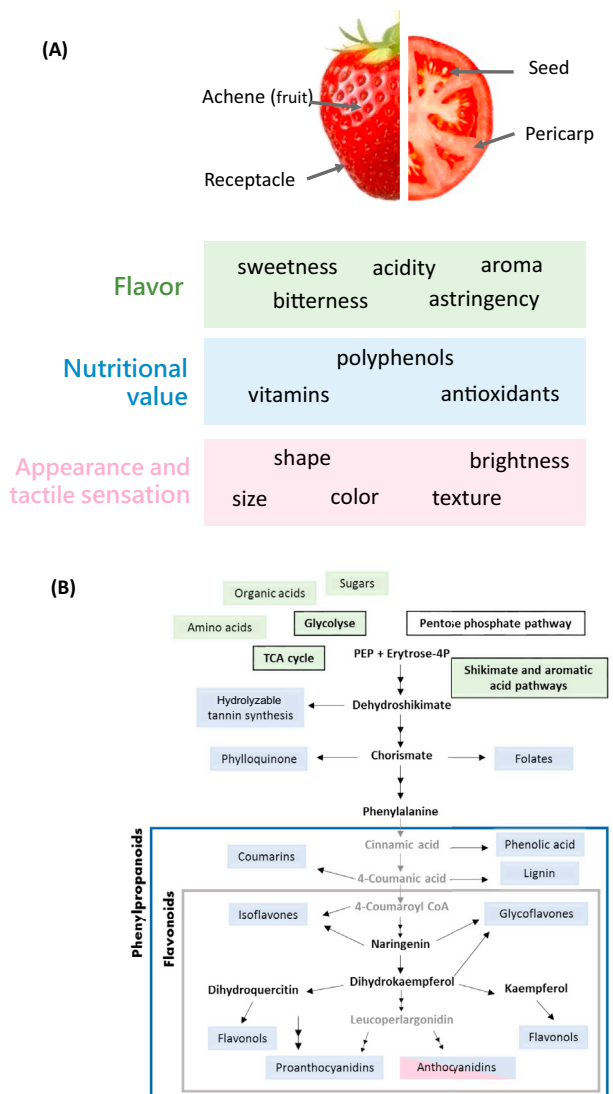 (A)
Achene (fruit)
Receptacle
Seed
Pericarp
Flavor
sweetness acidity aroma
bitterness astringency
Nutritional
value
polyphenols
vitamins antioxidants
Appearance and
tactile sensation
shape brightness
size color texture
(B)
Organic acids
Sugars
Amino acids
Glycolyse
Pentose phosphate pathway
TCA cycle
PEP + Erytrose-4P
Shikimate and aromatic
acid pathways
Hydrolyzable
tannin synthesis
Dehydroshikimate
Phylloquinone
Chorismate
Folates
Phenylalanine
Phenylpropanoids
Cinnamic acid
Phenolic acid
Coumarins
4-Coumanic acid
Lignin
Flavonoids
4-Coumaroyl CoA
Isoflavones
Glycoflavones
Naringenin
Dihydroquercitin
Dihydrokaempferol
Kaempferol
Leucoperlargonidin
Flavonols
Flavonols
Proanthocyanidins
Anthocyanidins